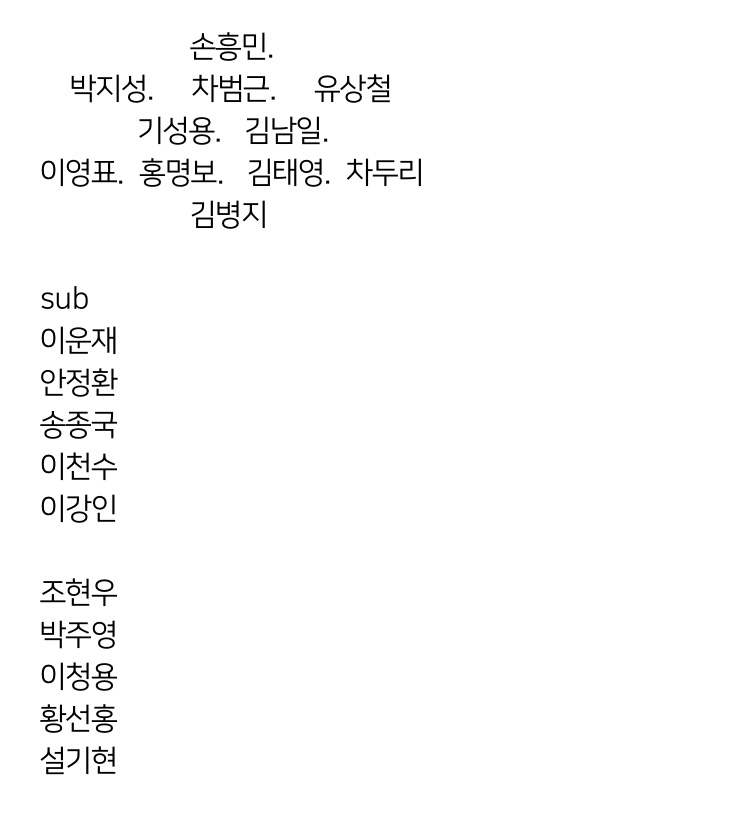 손흥민.
박지성. 차범근. 유상철
기성용. 김남일.
이영표. 홍명보. 김태영. 차두리
김병지
sub
이운재
안정환
송종국
이천수
이강인
조현우
박주영
이청용
황선홍
설기현